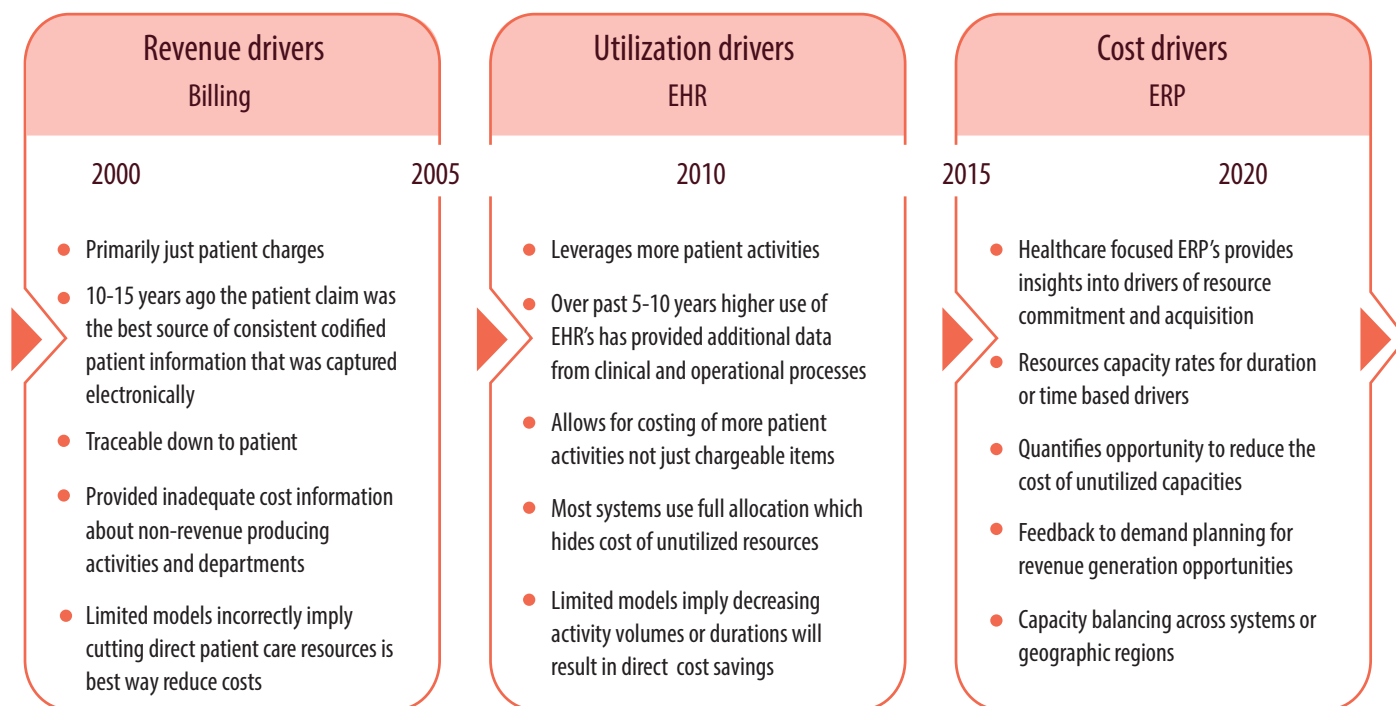 Revenue drivers
Billing
2000
2005
Primarily just patient charges
10-15 years ago the patient claim was
the best source of consistent codified
patient information that was captured
electronically
Traceable down to patient
Provided inadequate cost information
about non-revenue producing
activities and departments
Limited models incorrectly imply
cutting direct patient care resources is
best way reduce costs
Utilization drivers
EHR
2010
Leverages more patient activities
Over past 5-10 years higher use of
EHR's has provided additional data
from clinical and operational processes
Allows for costing of more patient
activities not just chargeable items
Most systems use full allocation which
hides cost of unutilized resources
Limited models imply decreasing
activity volumes or durations will
result in direct cost savings
Cost drivers
ERP
2015
2020
Healthcare focused ERP's provides
insights into drivers of resource
commitment and acquisition
Resources capacity rates for duration
or time based drivers
Quantifies opportunity to reduce the
cost of unutilized capacities
Feedback to demand planning for
revenue generation opportunities
Capacity balancing across systems or
geographic regions